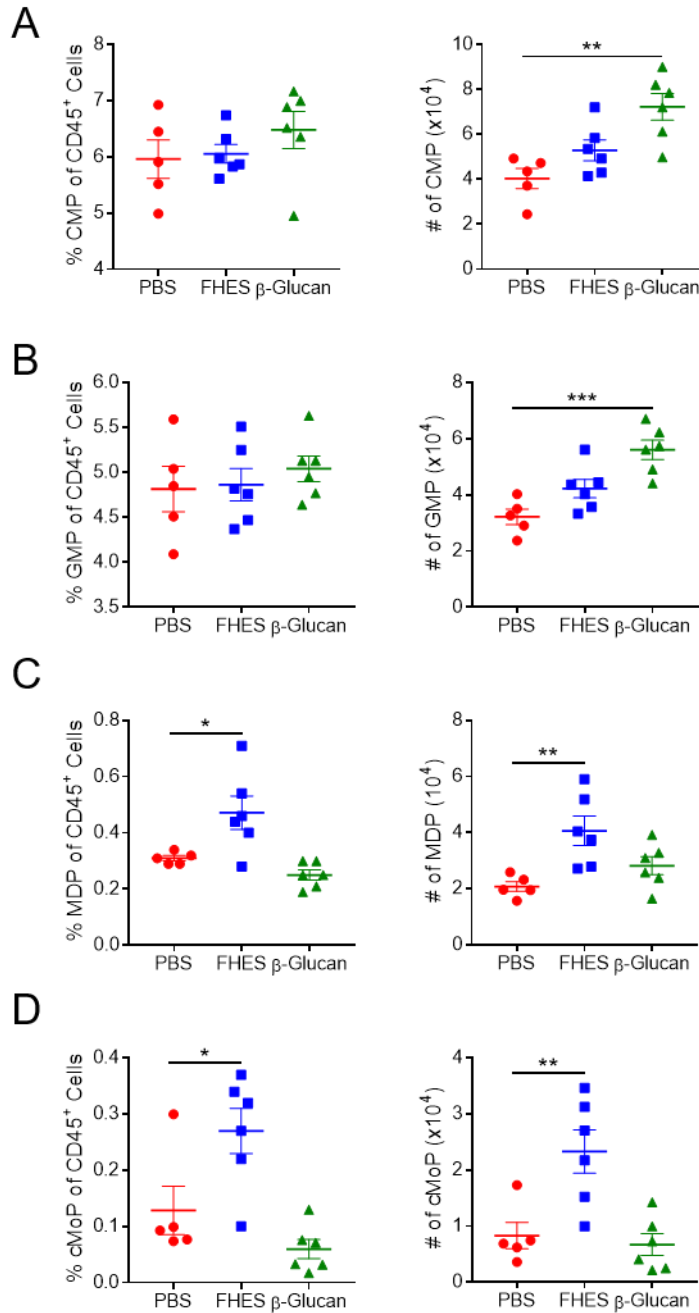 A
% CMP of CD45⁺ Cells
8
7
6
5
4
PBS FHES β-Glucan
# of CMP (x10⁴)
10
8
6
4
2
0
**
PBS FHES β-Glucan
B
% GMP of CD45⁺ Cells
6.0
5.5
5.0
4.5
4.0
3.5
PBS FHES β-Glucan
# of GMP (x10⁴)
8
6
4
2
0
***
PBS FHES β-Glucan
C
% MDP of CD45⁺ Cells
0.8
0.6
0.4
0.2
0.0
*
PBS FHES β-Glucan
# of MDP (10⁴)
8
6
4
2
0
**
PBS FHES β-Glucan
D
% cMoP of CD45⁺ Cells
0.4
0.3
0.2
0.1
0.0
*
PBS FHES β-Glucan
# of cMoP (x10⁴)
4
3
2
1
0
**
PBS FHES β-Glucan